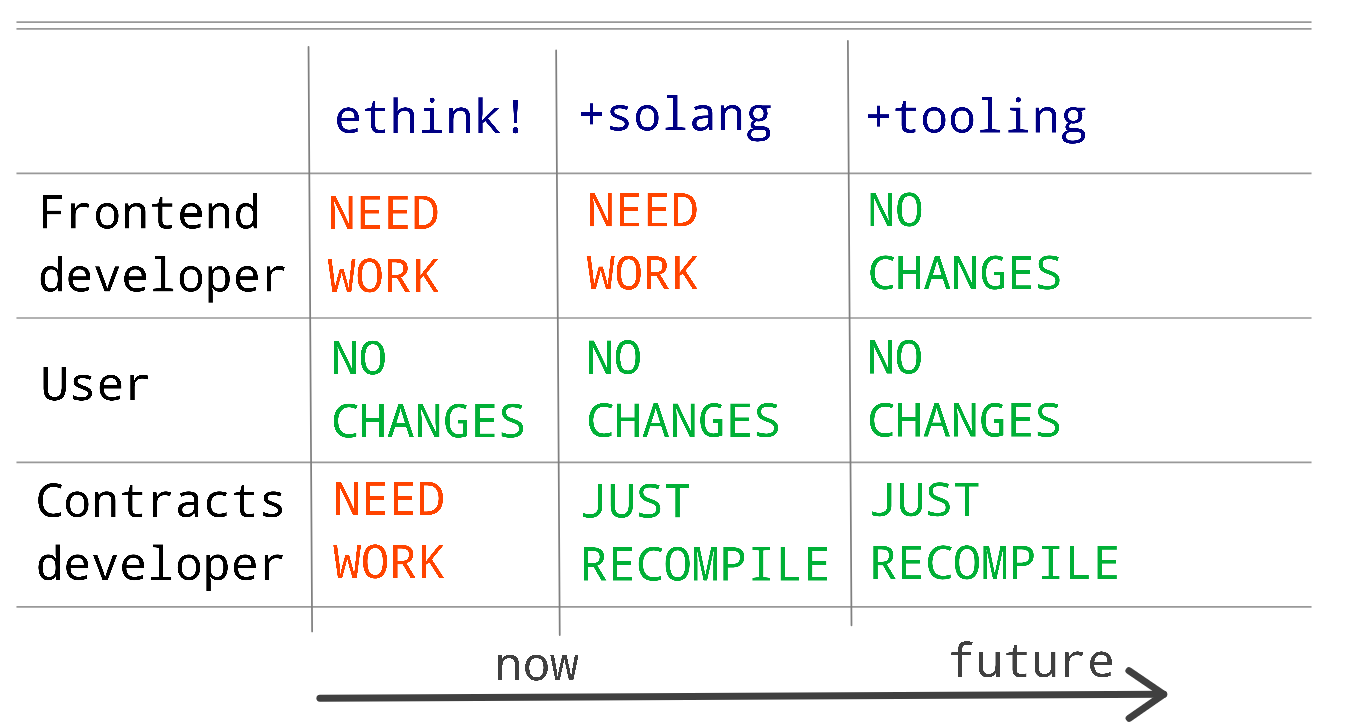 ethink! +solang +tooling
Frontend NEED NEED NO
developer WORK WORK CHANGES
User
NO NO NO
CHANGES CHANGES CHANGES
Contracts NEED JUST JUST
developer WORK RECOMPILE RECOMPILE
now future